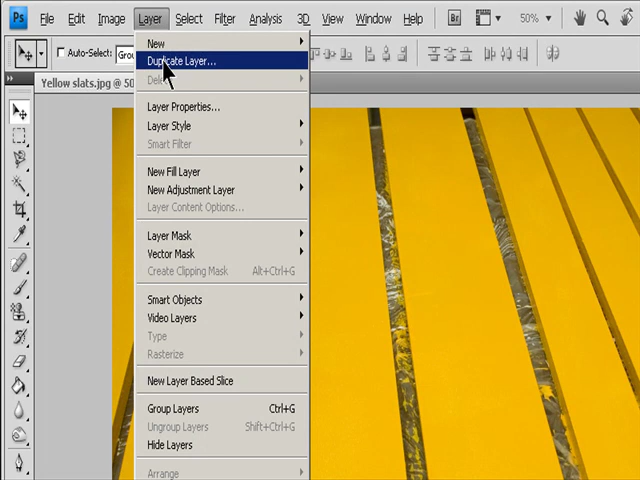 Ps File Edit Image Layer Select Filter Analysis 3D View Window Help Br 50%
Auto-Select:
Yellow slats.jpg @
New
Duplicate Layer...
Layer Properties...
Layer Style
Smart Filter
New Fill Layer
New Adjustment Layer
Layer Content Options...
Layer Mask
Vector Mask
Create Clipping Mask Alt+Ctrl+G
Smart Objects
Video Layers
Type
Rasterize
New Layer Based Slice
Group Layers Ctrl+G
Ungroup Layers Shift+Ctrl+G
Hide Layers
Arrange